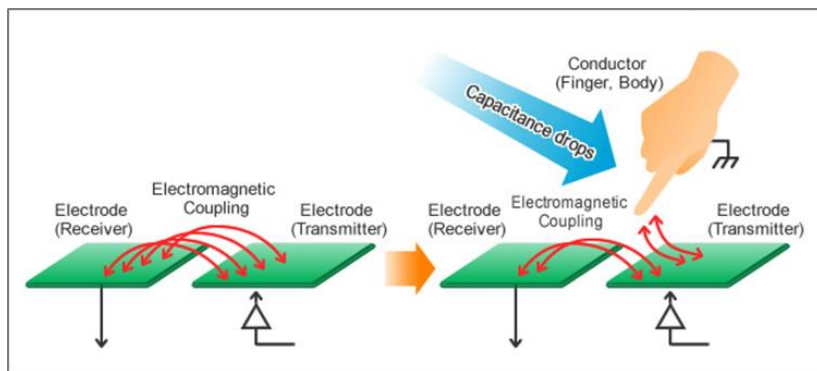 Conductor
(Finger, Body)
Capacitance drops
Electromagnetic
Coupling
Electrode
(Receiver)
Electrode
(Transmitter)
Electromagnetic
Coupling
Electrode
(Receiver)
Electrode
(Transmitter)